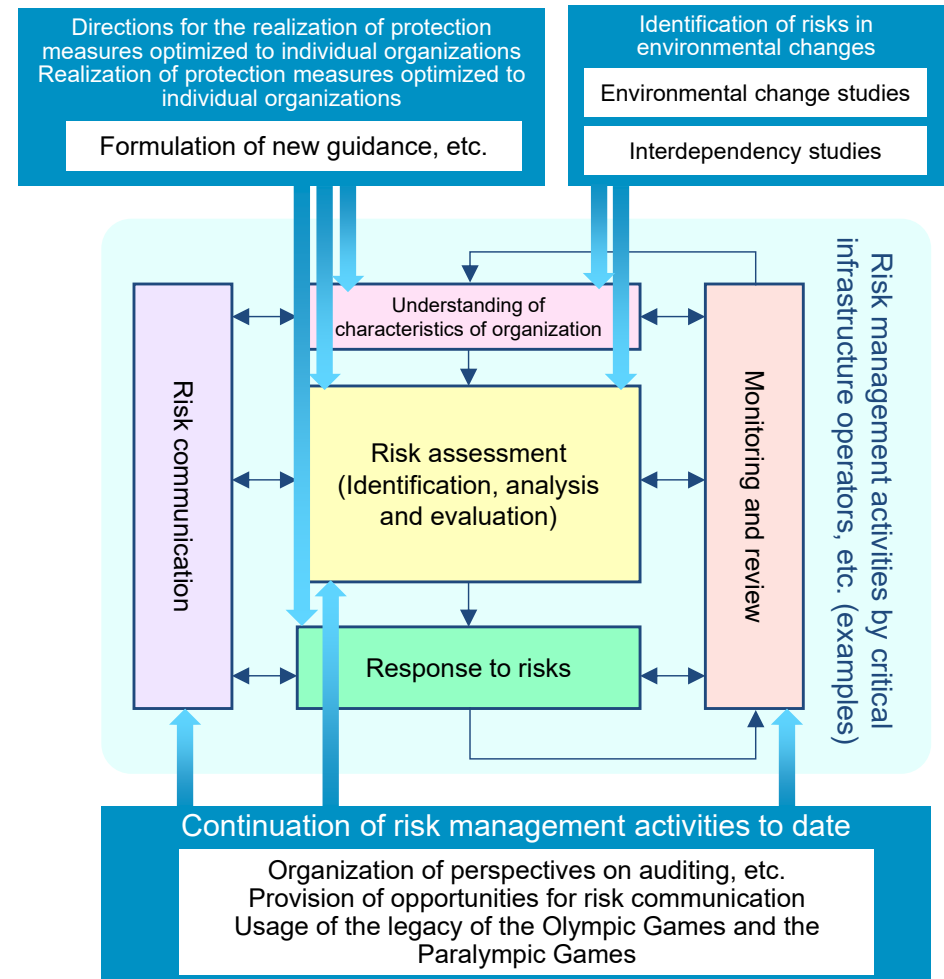 Directions for the realization of protection
measures optimized to individual organizations
Realization of protection measures optimized to
individual organizations
Formulation of new guidance, etc.
Identification of risks in
environmental changes
Environmental change studies
Interdependency studies
Risk management activities by critical
infrastructure operators, etc. (examples)
Understanding of
characteristics of organization
Risk communication
Risk assessment
(Identification, analysis
and evaluation)
Monitoring and review
Response to risks
Continuation of risk management activities to date
Organization of perspectives on auditing, etc.
Provision of opportunities for risk communication
Usage of the legacy of the Olympic Games and the
Paralympic Games